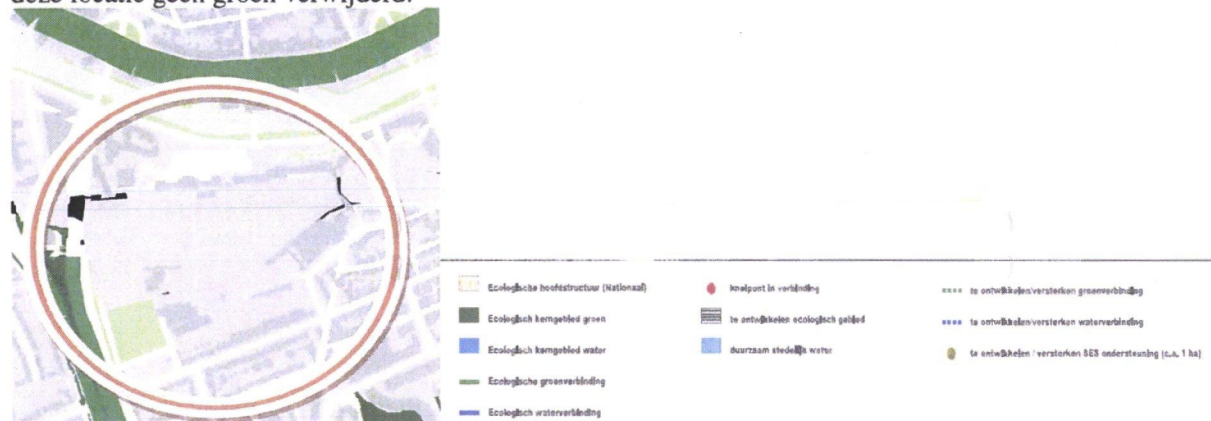 deze locatie geen groen verwijderd.
Ecologische hoofdstructuur (Nationaal)
Ecologisch kerngebied groen
Ecologisch kerngebied water
Ecologische groenverbinding
Ecologisch waterverbinding
knelpunt in verbinding
te ontwikkelen ecologisch gebied
duurzaam stedelijk water
te ontwikkelen/versterken groenverbinding
te ontwikkelen/versterken waterverbinding
te ontwikkelen / versterken SES ondersteuning (c.a. 1 ha)